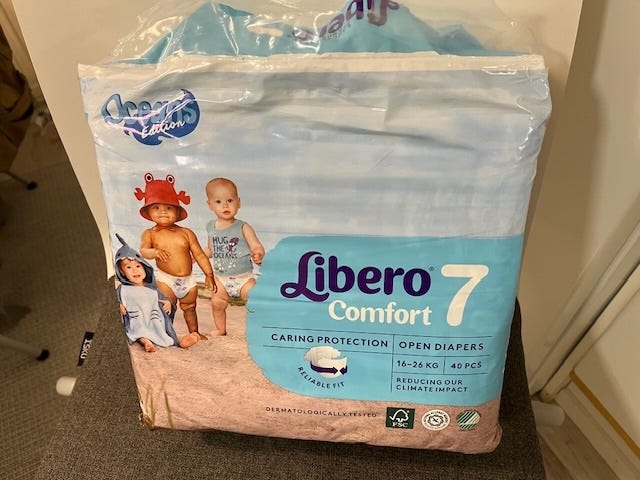 Libero
Oceans
Edition
HUG
THE
OCEANS
Libero®
Comfort 7
CARING PROTECTION
OPEN DIAPERS
RELIABLE FIT
16-26 KG
40 PCS
REDUCING OUR
CLIMATE IMPACT
DERMATOLOGICALLY TESTED
FSC